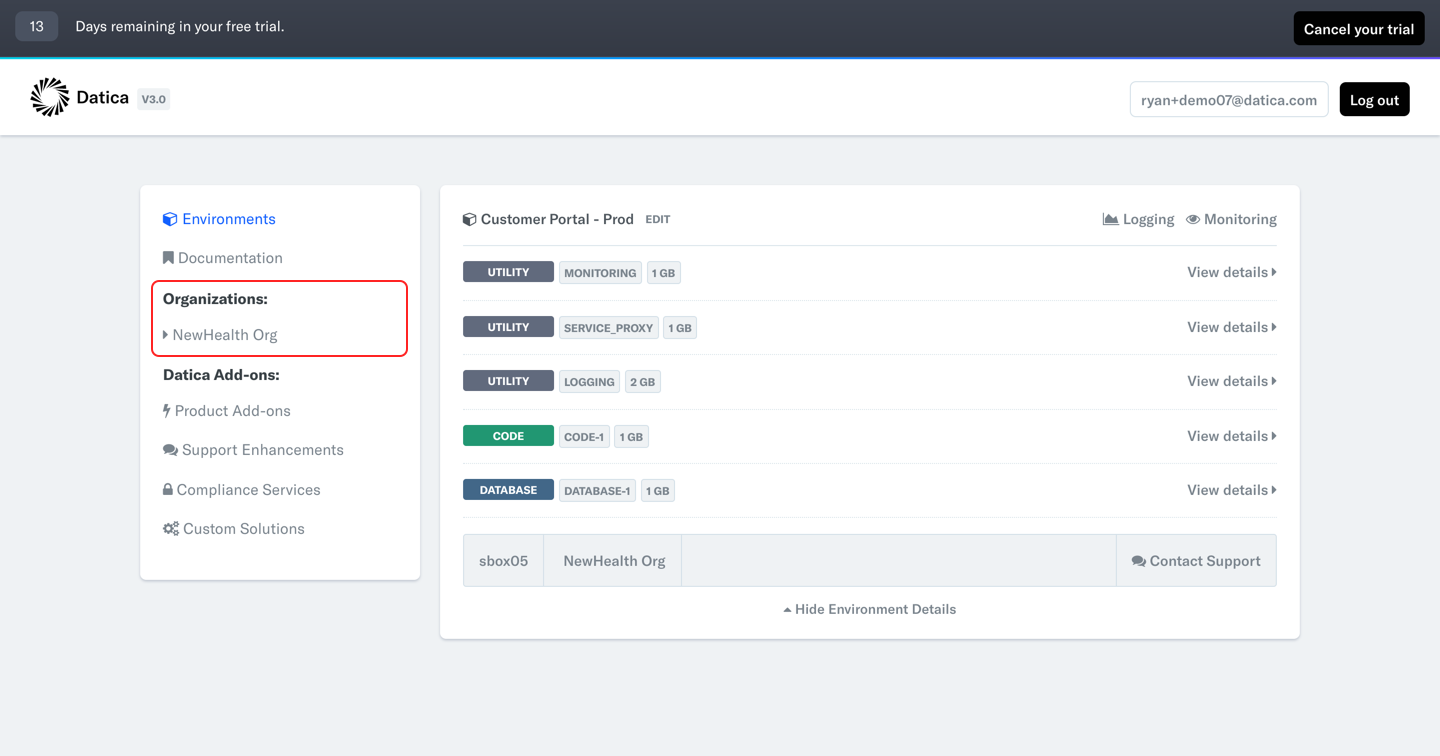 13 Days remaining in your free trial. Cancel your trial
Datica V3.0 ryan+demo07@datica.com Log out
Environments
Documentation
Organizations:
NewHealth Org
Datica Add-ons:
Product Add-ons
Support Enhancements
Compliance Services
Custom Solutions
Customer Portal - Prod EDIT Logging Monitoring
UTILITY MONITORING 1 GB View details
UTILITY SERVICE_PROXY 1 GB View details
UTILITY LOGGING 2 GB View details
CODE CODE-1 1 GB View details
DATABASE DATABASE-1 1 GB View details
sbox05 NewHealth Org Contact Support
Hide Environment Details